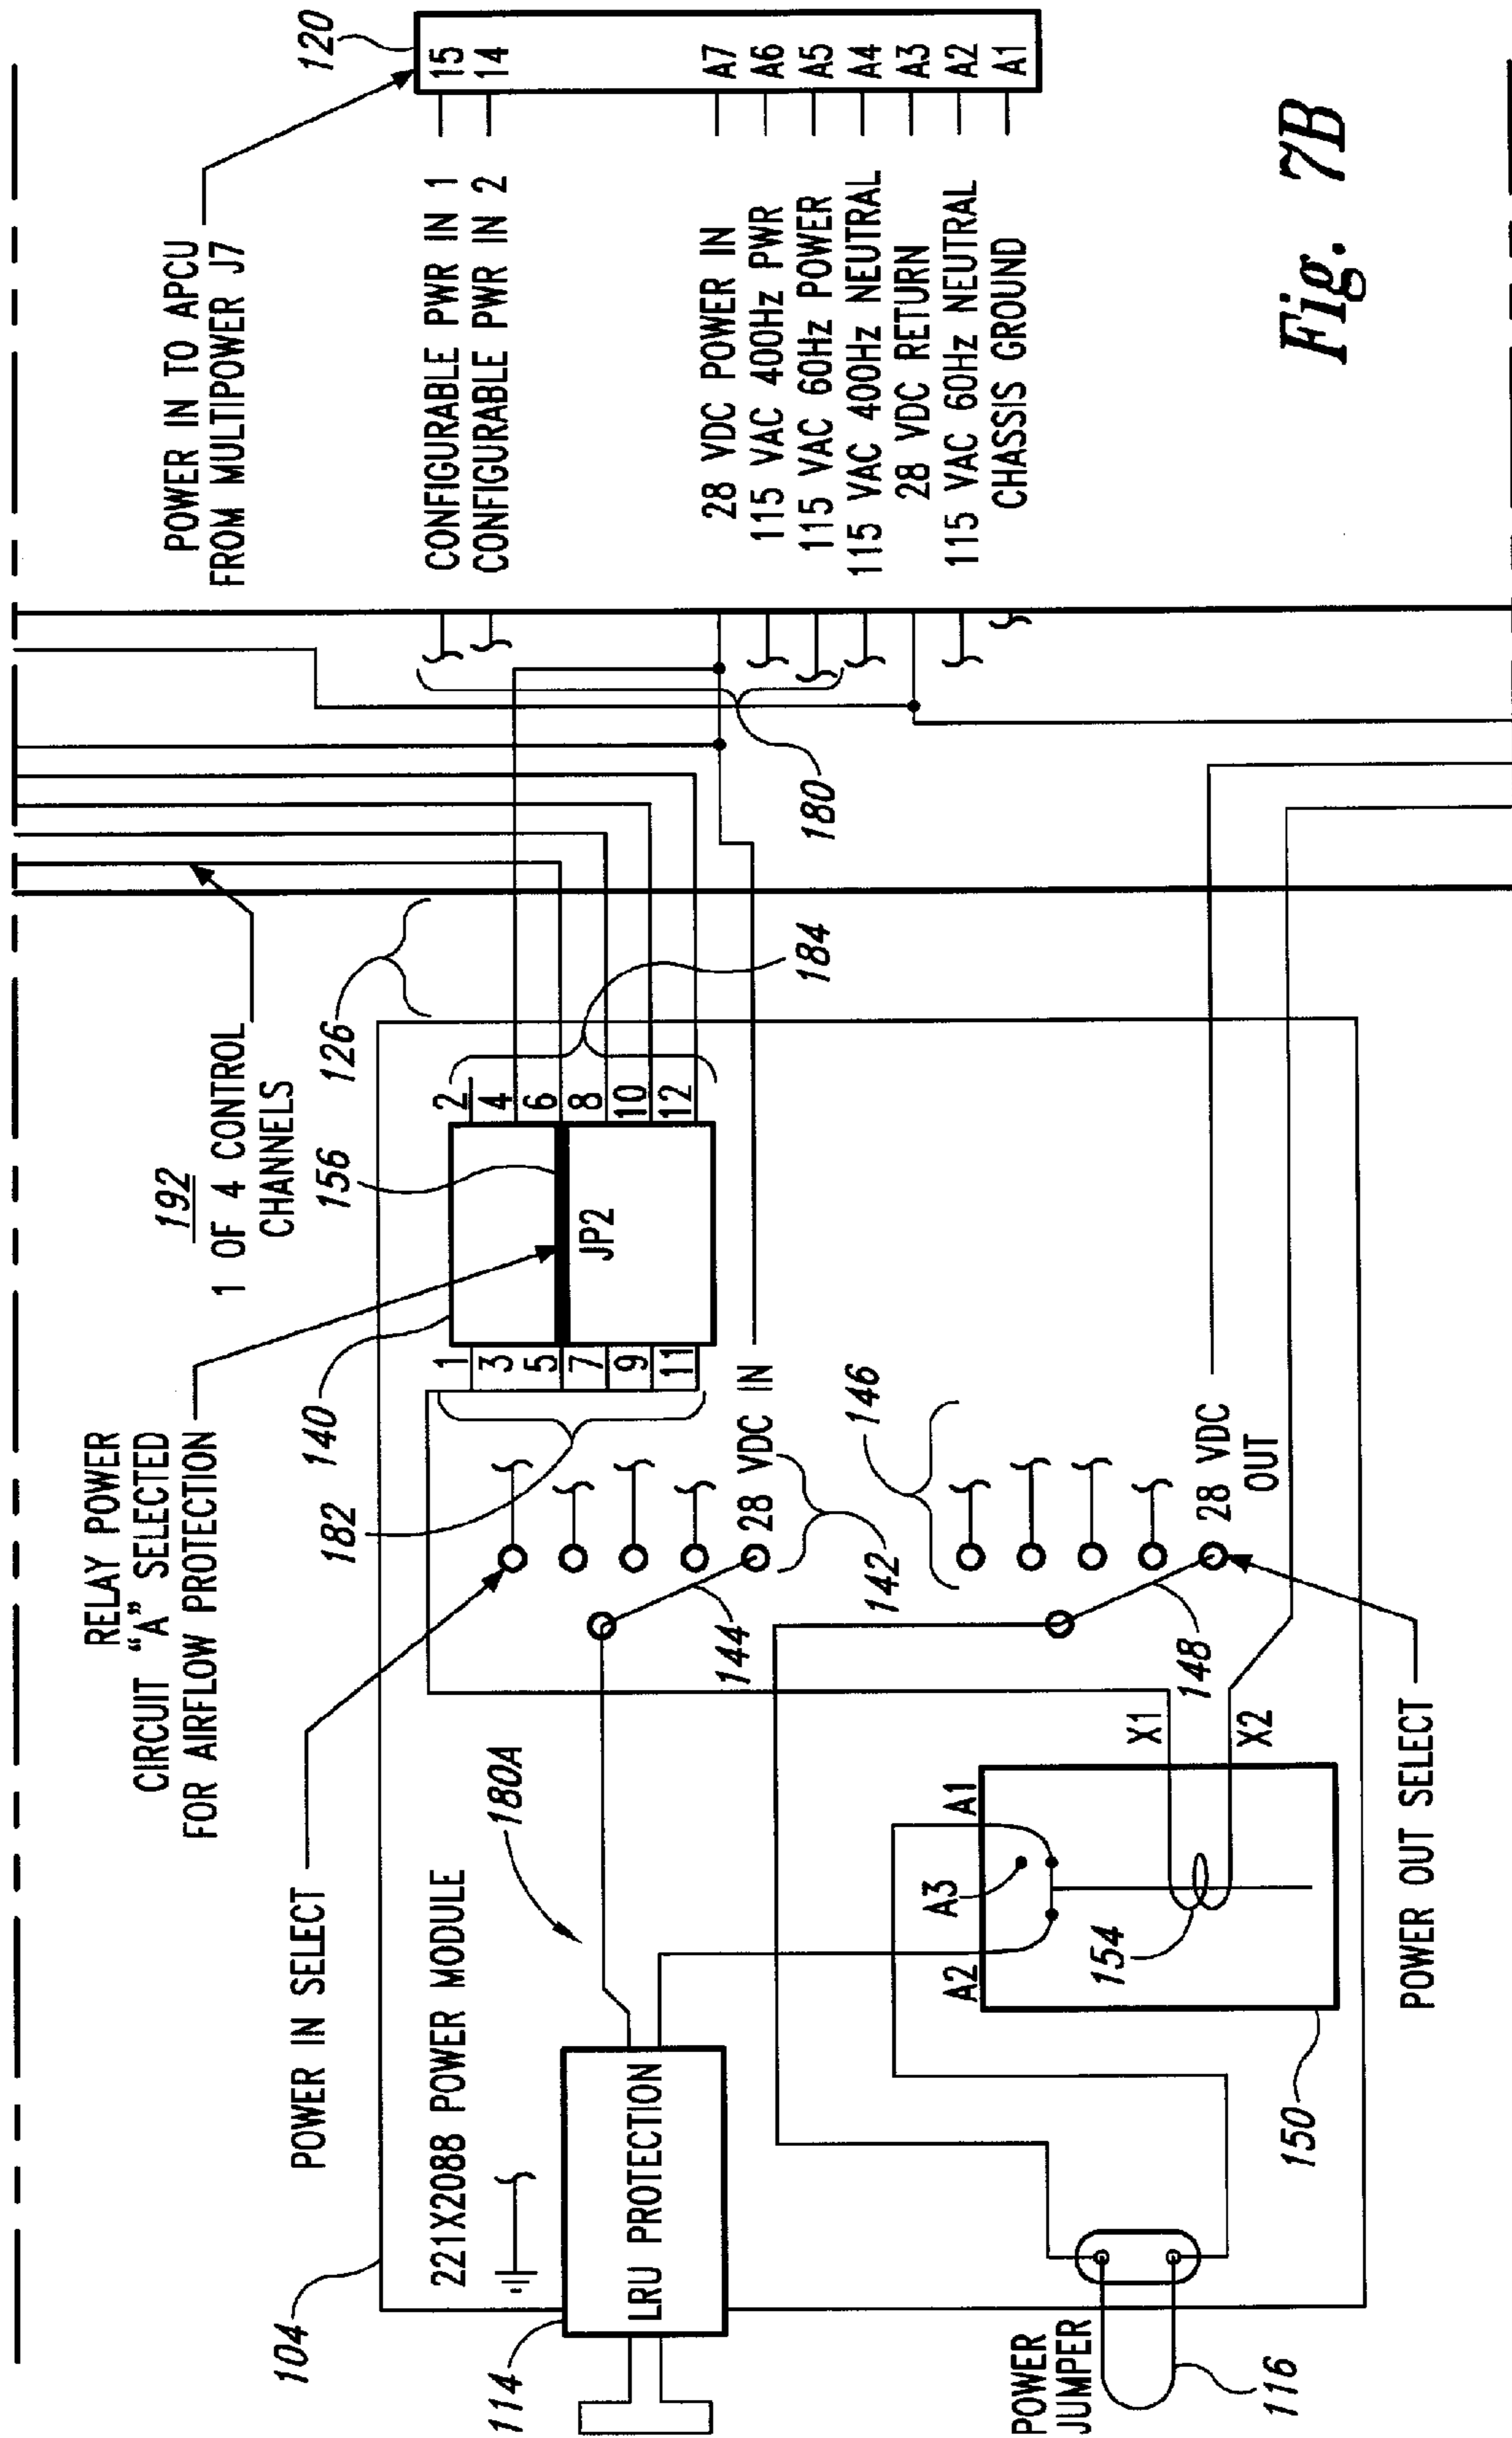 POWER IN TO APCU
FROM MULTIPOWER J7
120
15
14
A7
A6
A5
A4
A3
A2
A1
CONFIGURABLE PWR IN 1
CONFIGURABLE PWR IN 2
28 VDC POWER IN
115 VAC 400Hz PWR
115 VAC 60Hz POWER
115 VAC 400Hz NEUTRAL
28 VDC RETURN
115 VAC 60Hz NEUTRAL
CHASSIS GROUND
180
192
1 OF 4 CONTROL
CHANNELS
126
184
156
2
4
6
8
10
12
JP2
1
3
5
7
9
11
RELAY POWER
CIRCUIT "A" SELECTED
FOR AIRFLOW PROTECTION
140
182
28 VDC IN
142
146
144
28 VDC
OUT
148
POWER IN SELECT
180A
X1
X2
POWER OUT SELECT
104
221X2088 POWER MODULE
LRU PROTECTION
114
A1
A3
A2
154
150
POWER
JUMPER
116
Fig. 7B